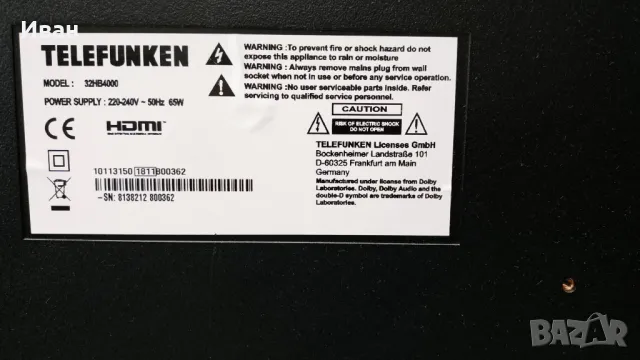 Иван
TELEFUNKEN
MODEL : 32HB4000
POWER SUPPLY : 220-240V ~ 50Hz 65W
CE HDMI
10113150 1811 B00362
SN: 8138212 800362
WARNING :To prevent fire or shock hazard do not
expose this appliance to rain or moisture
WARNING :Always remove mains plug from wall
socket when not in use or before any service operation.
WARNING :No user serviceable parts inside. Refer
servicing to qualified service personnel.
CAUTION
RISK OF ELECTRIC SHOCK
DO NOT OPEN
TELEFUNKEN Licenses GmbH
Bockenheimer Landstraße 101
D-60325 Frankfurt am Main
Germany
Manufactured under license from Dolby
Laboratories. Dolby, Dolby Audio and the
double-D symbol are trademarks of Dolby
Laboratories.
BAZAR